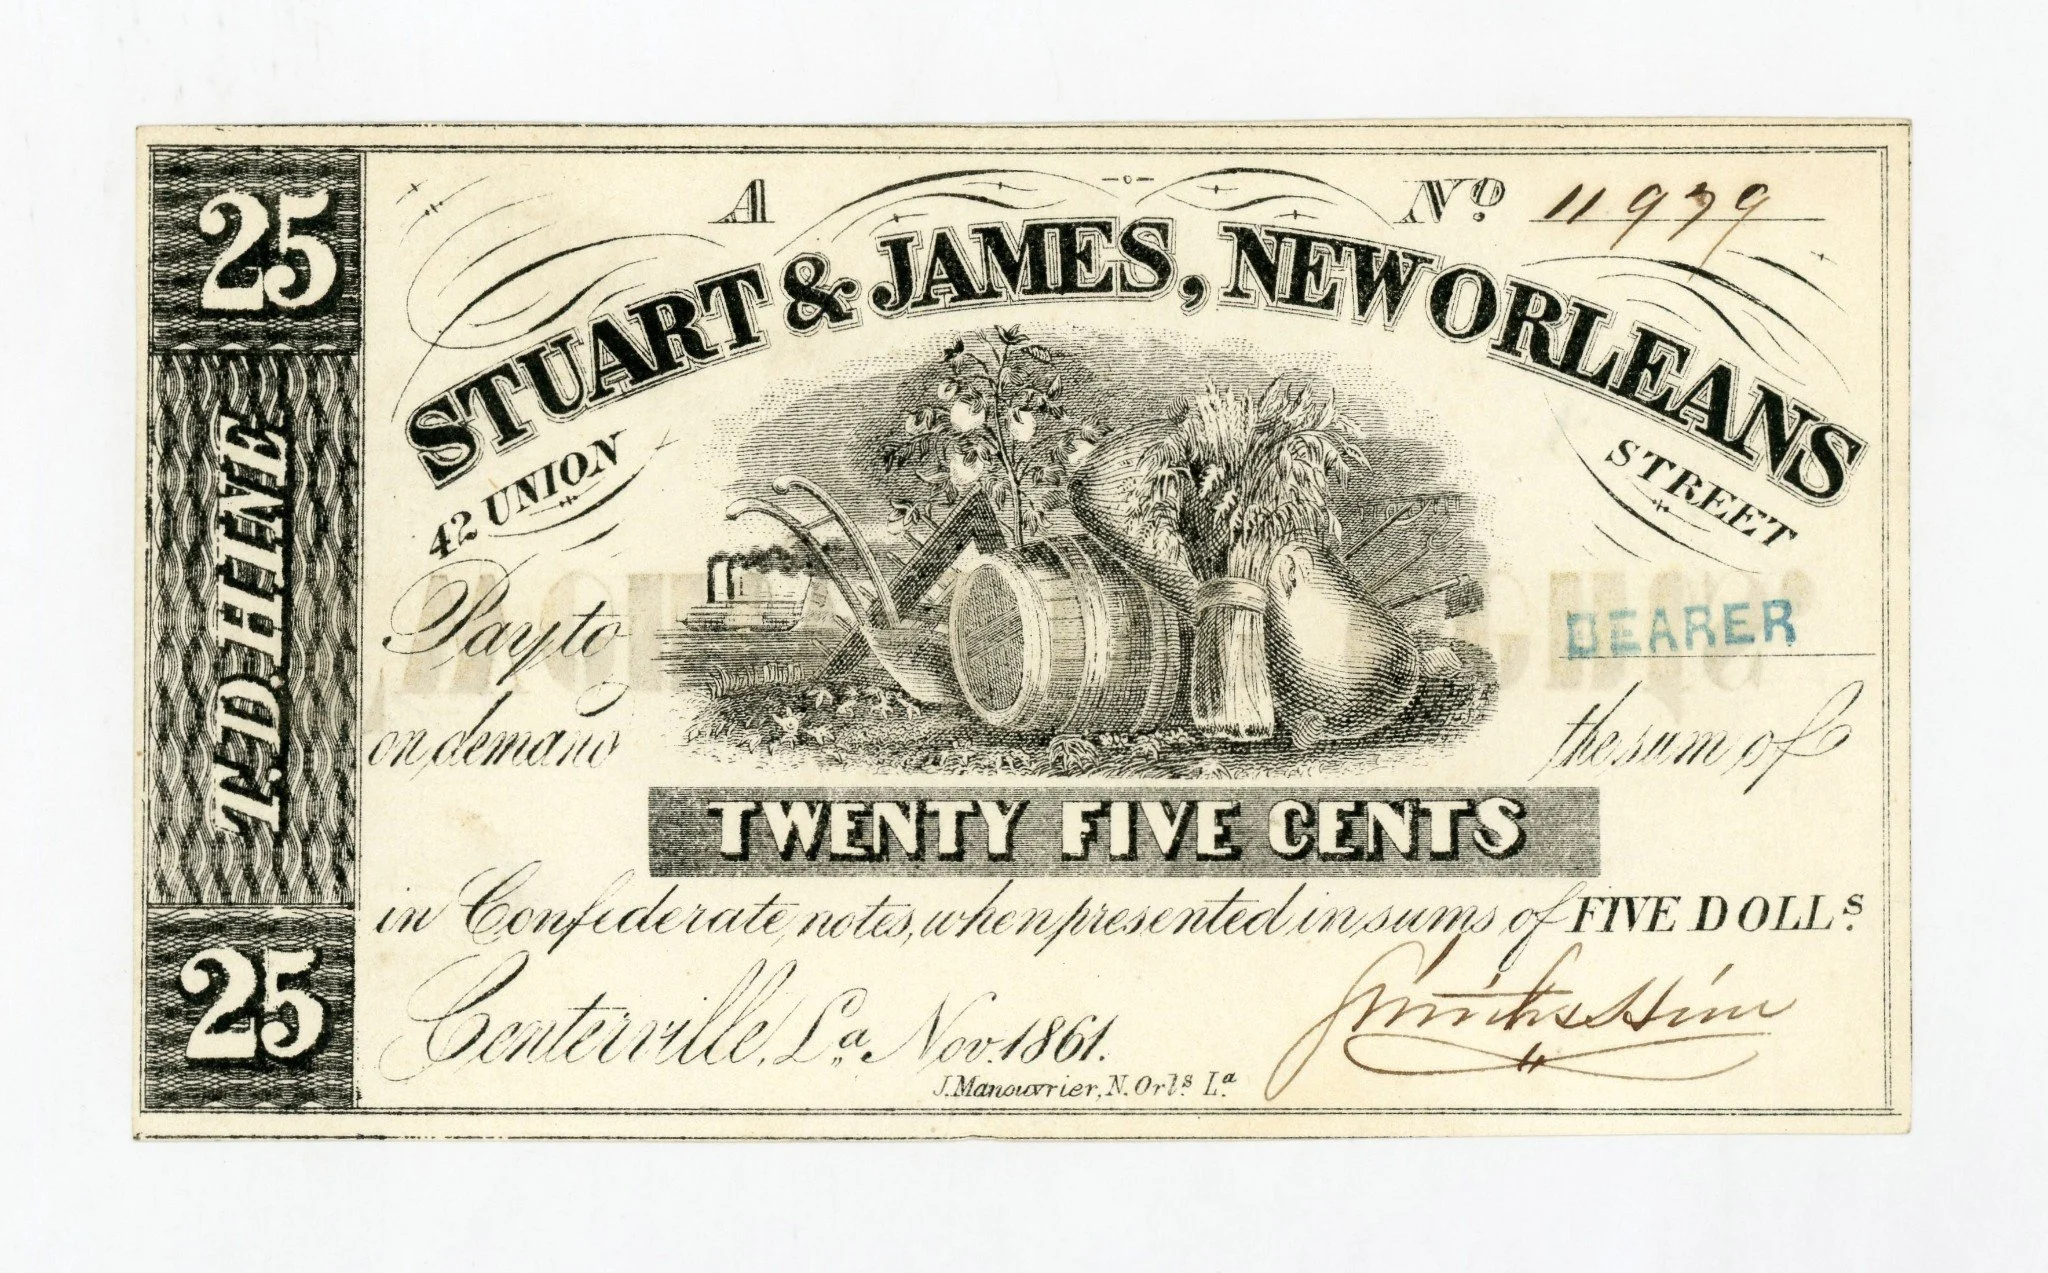 25
A
Nº 11979
STUART & JAMES, NEW ORLEANS
42 UNION STREET
T.D. HINE
Pay to DEARER
on demand the sum of
TWENTY FIVE CENTS
in Confederate notes, when presented in sums of FIVE DOLLs.
25
Centerville, La. Nov. 1861.
J. Manouvrier, N. Orls. La.